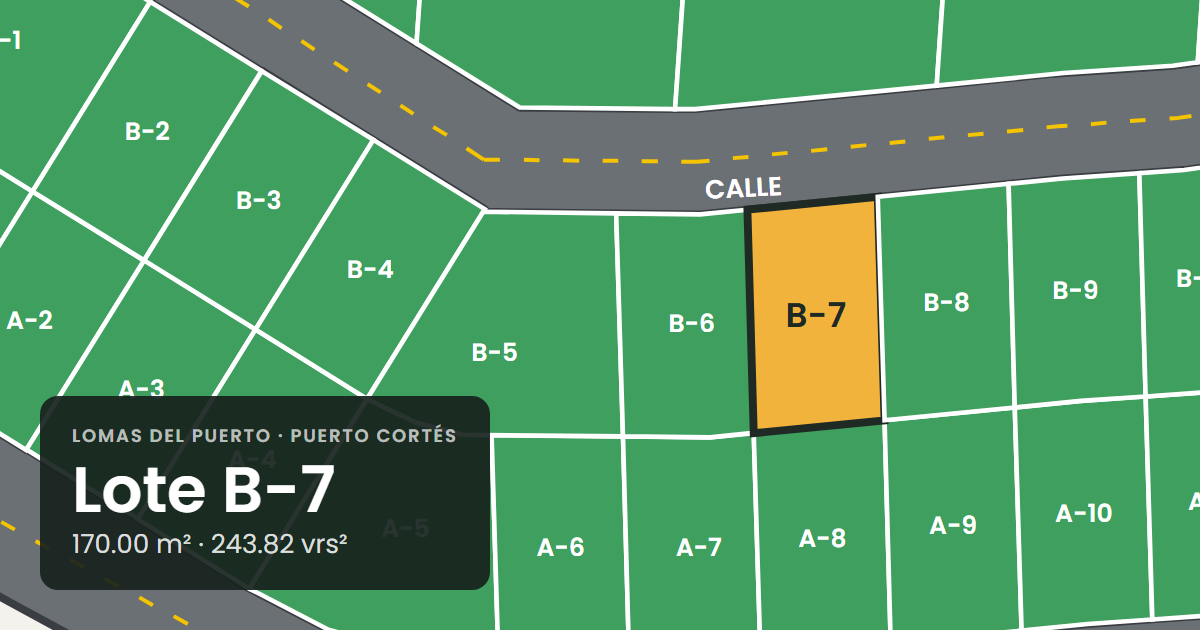 -1
B-2
B-3
B-4
CALLE
B-5
B-6
B-7
B-8
B-9
B-
A-2
A-3
LOMAS DEL PUERTO · PUERTO CORTÉS
A-4
Lote B-7
A-5
170.00 m² · 243.82 vrs²
A-6
A-7
A-8
A-9
A-10
A